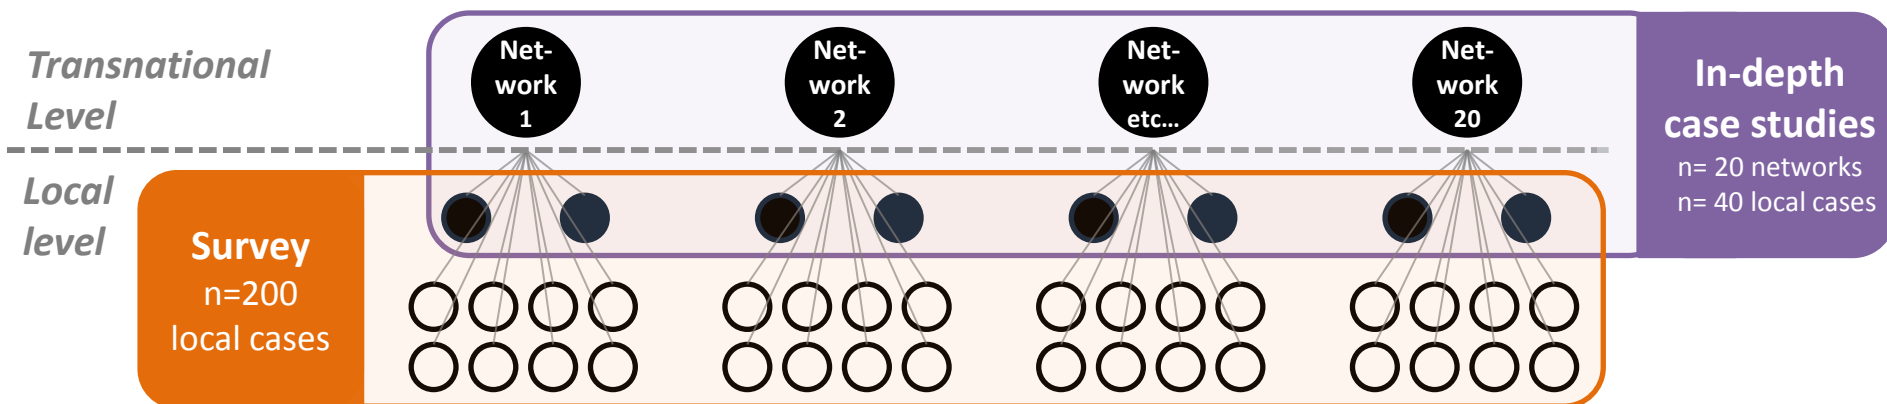 Transnational
Level
Net-
work
1
Net-
work
2
Net-
work
etc...
Net-
work
20
In-depth
case studies
n= 20 networks
n= 40 local cases
Local
level
Survey
n=200
local cases